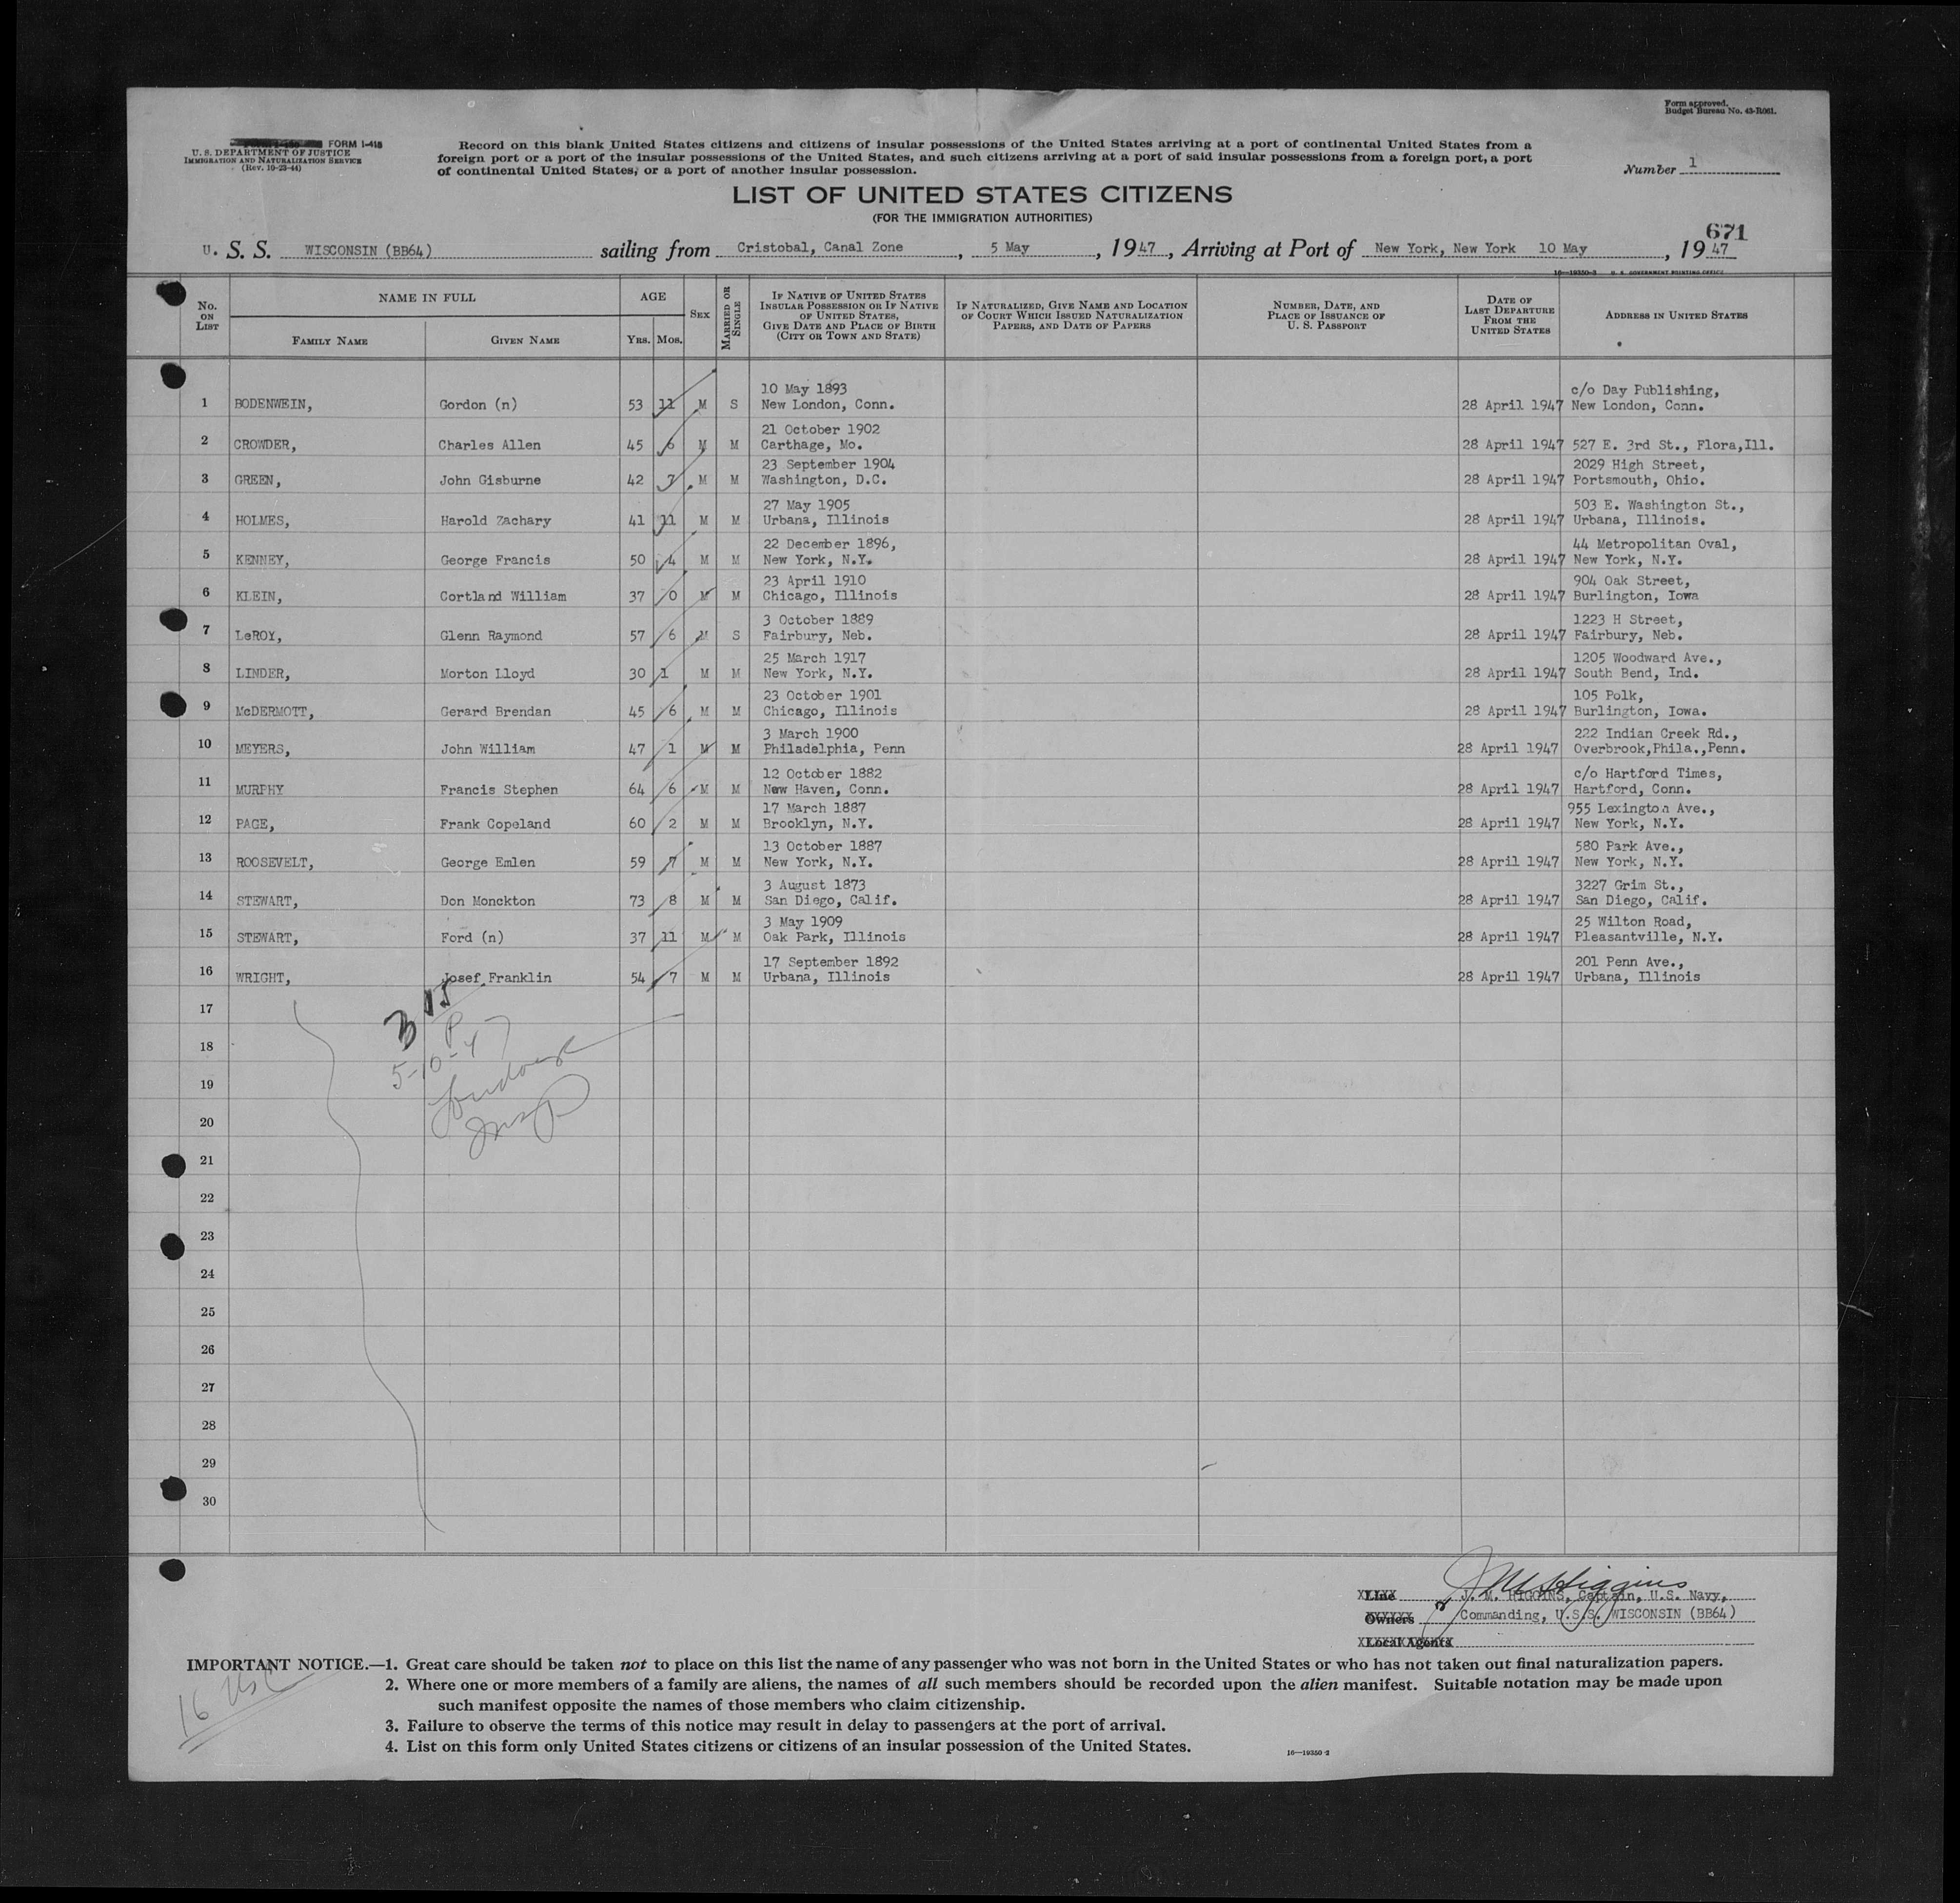 Form approved.
Budget Bureau No. 43-R061.
FORM I-418
U. S. DEPARTMENT OF JUSTICE
IMMIGRATION AND NATURALIZATION SERVICE
(Rev. 10-23-44)
Record on this blank United States citizens and citizens of insular possessions of the United States arriving at a port of continental United States from a
foreign port or a port of the insular possessions of the United States, and such citizens arriving at a port of said insular possessions from a foreign port, a port
of continental United States, or a port of another insular possession.
Number 1
LIST OF UNITED STATES CITIZENS
(FOR THE IMMIGRATION AUTHORITIES)
671
U. S. S. WISCONSIN (BB64) sailing from Cristobal, Canal Zone, 5 May, 1947, Arriving at Port of New York, New York 10 May, 1947
16—19350-2 U. S. GOVERNMENT PRINTING OFFICE
No. ON LIST
NAME IN FULL
FAMILY NAME
GIVEN NAME
AGE
YRS. MOS.
SEX
MARRIED OR SINGLE
IF NATIVE OF UNITED STATES INSULAR POSSESSION OR IF NATIVE OF UNITED STATES, GIVE DATE AND PLACE OF BIRTH (CITY OR TOWN AND STATE)
IF NATURALIZED, GIVE NAME AND LOCATION OF COURT WHICH ISSUED NATURALIZATION PAPERS, AND DATE OF PAPERS
NUMBER, DATE, AND PLACE OF ISSUANCE OF U. S. PASSPORT
DATE OF LAST DEPARTURE FROM THE UNITED STATES
ADDRESS IN UNITED STATES
10 May 1893 c/o Day Publishing,
1 BODENWEIN, Gordon (n) 53 11 M S New London, Conn. 28 April 1947 New London, Conn.
21 October 1902
2 CROWDER, Charles Allen 45 6 M M Carthage, Mo. 28 April 1947 527 E. 3rd St., Flora,Ill.
23 September 1904 2029 High Street,
3 GREEN, John Gisburne 42 7 M M Washington, D.C. 28 April 1947 Portsmouth, Ohio.
27 May 1905 503 E. Washington St.,
4 HOLMES, Harold Zachary 41 11 M M Urbana, Illinois 28 April 1947 Urbana, Illinois.
22 December 1896, 44 Metropolitan Oval,
5 KENNEY, George Francis 50 4 M M New York, N.Y. 28 April 1947 New York, N.Y.
23 April 1910 904 Oak Street,
6 KLEIN, Cortland William 37 0 M M Chicago, Illinois 28 April 1947 Burlington, Iowa
3 October 1889 1223 H Street,
7 LeROY, Glenn Raymond 57 6 M S Fairbury, Neb. 28 April 1947 Fairbury, Neb.
25 March 1917 1205 Woodward Ave.,
8 LINDER, Morton Lloyd 30 1 M M New York, N.Y. 28 April 1947 South Bend, Ind.
23 October 1901 105 Polk,
9 McDERMOTT, Gerard Brendan 45 6 M M Chicago, Illinois 28 April 1947 Burlington, Iowa.
3 March 1900 222 Indian Creek Rd.,
10 MEYERS, John William 47 1 M M Philadelphia, Penn 28 April 1947 Overbrook,Phila.,Penn.
12 October 1882 c/o Hartford Times,
11 MURPHY Francis Stephen 64 6 M M New Haven, Conn. 28 April 1947 Hartford, Conn.
17 March 1887 955 Lexington Ave.,
12 PAGE, Frank Copeland 60 2 M M Brooklyn, N.Y. 28 April 1947 New York, N.Y.
13 October 1887 580 Park Ave.,
13 ROOSEVELT, George Emlen 59 7 M M New York, N.Y. 28 April 1947 New York, N.Y.
3 August 1873 3227 Grim St.,
14 STEWART, Don Monckton 73 8 M M San Diego, Calif. 28 April 1947 San Diego, Calif.
3 May 1909 25 Wilton Road,
15 STEWART, Ford (n) 37 11 M M Oak Park, Illinois 28 April 1947 Pleasantville, N.Y.
17 September 1892 201 Penn Ave.,
16 WRIGHT, Josef Franklin 54 7 M M Urbana, Illinois 28 April 1947 Urbana, Illinois
17
18
5-10-47
19
20
21
22
23
24
25
26
27
28
29
30
Line J. M. HIGGINS, Captain, U.S. Navy,
Owners Commanding, U.S.S. WISCONSIN (BB64)
Local Agents
IMPORTANT NOTICE.—1. Great care should be taken not to place on this list the name of any passenger who was not born in the United States or who has not taken out final naturalization papers.
2. Where one or more members of a family are aliens, the names of all such members should be recorded upon the alien manifest. Suitable notation may be made upon
such manifest opposite the names of those members who claim citizenship.
3. Failure to observe the terms of this notice may result in delay to passengers at the port of arrival.
4. List on this form only United States citizens or citizens of an insular possession of the United States.
16—19350-2
16 USC